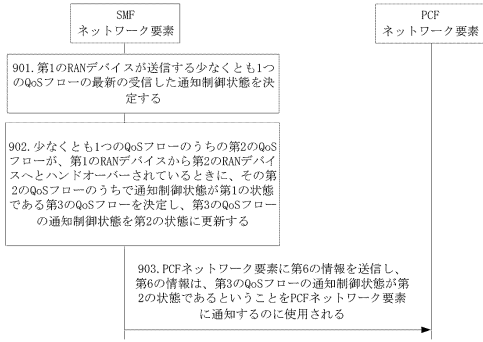 SMF
ネットワーク要素
PCF
ネットワーク要素
901.第1のRANデバイスが送信する少なくとも1つ
のQoSフローの最新の受信した通知制御状態を決
定する
902.少なくとも1つのQoSフローのうちの第2のQoS
フローが、第1のRANデバイスから第2のRANデバイ
スへとハンドオーバーされているときに、その第
2のQoSフローのうちで通知制御状態が第1の状態
である第3のQoSフローを決定し、第3のQoSフロー
の通知制御状態を第2の状態に更新する
903.PCFネットワーク要素に第6の情報を送信し、
第6の情報は、第3のQoSフローの通知制御状態が第
2の状態であるということをPCFネットワーク要素
に通知するのに使用される